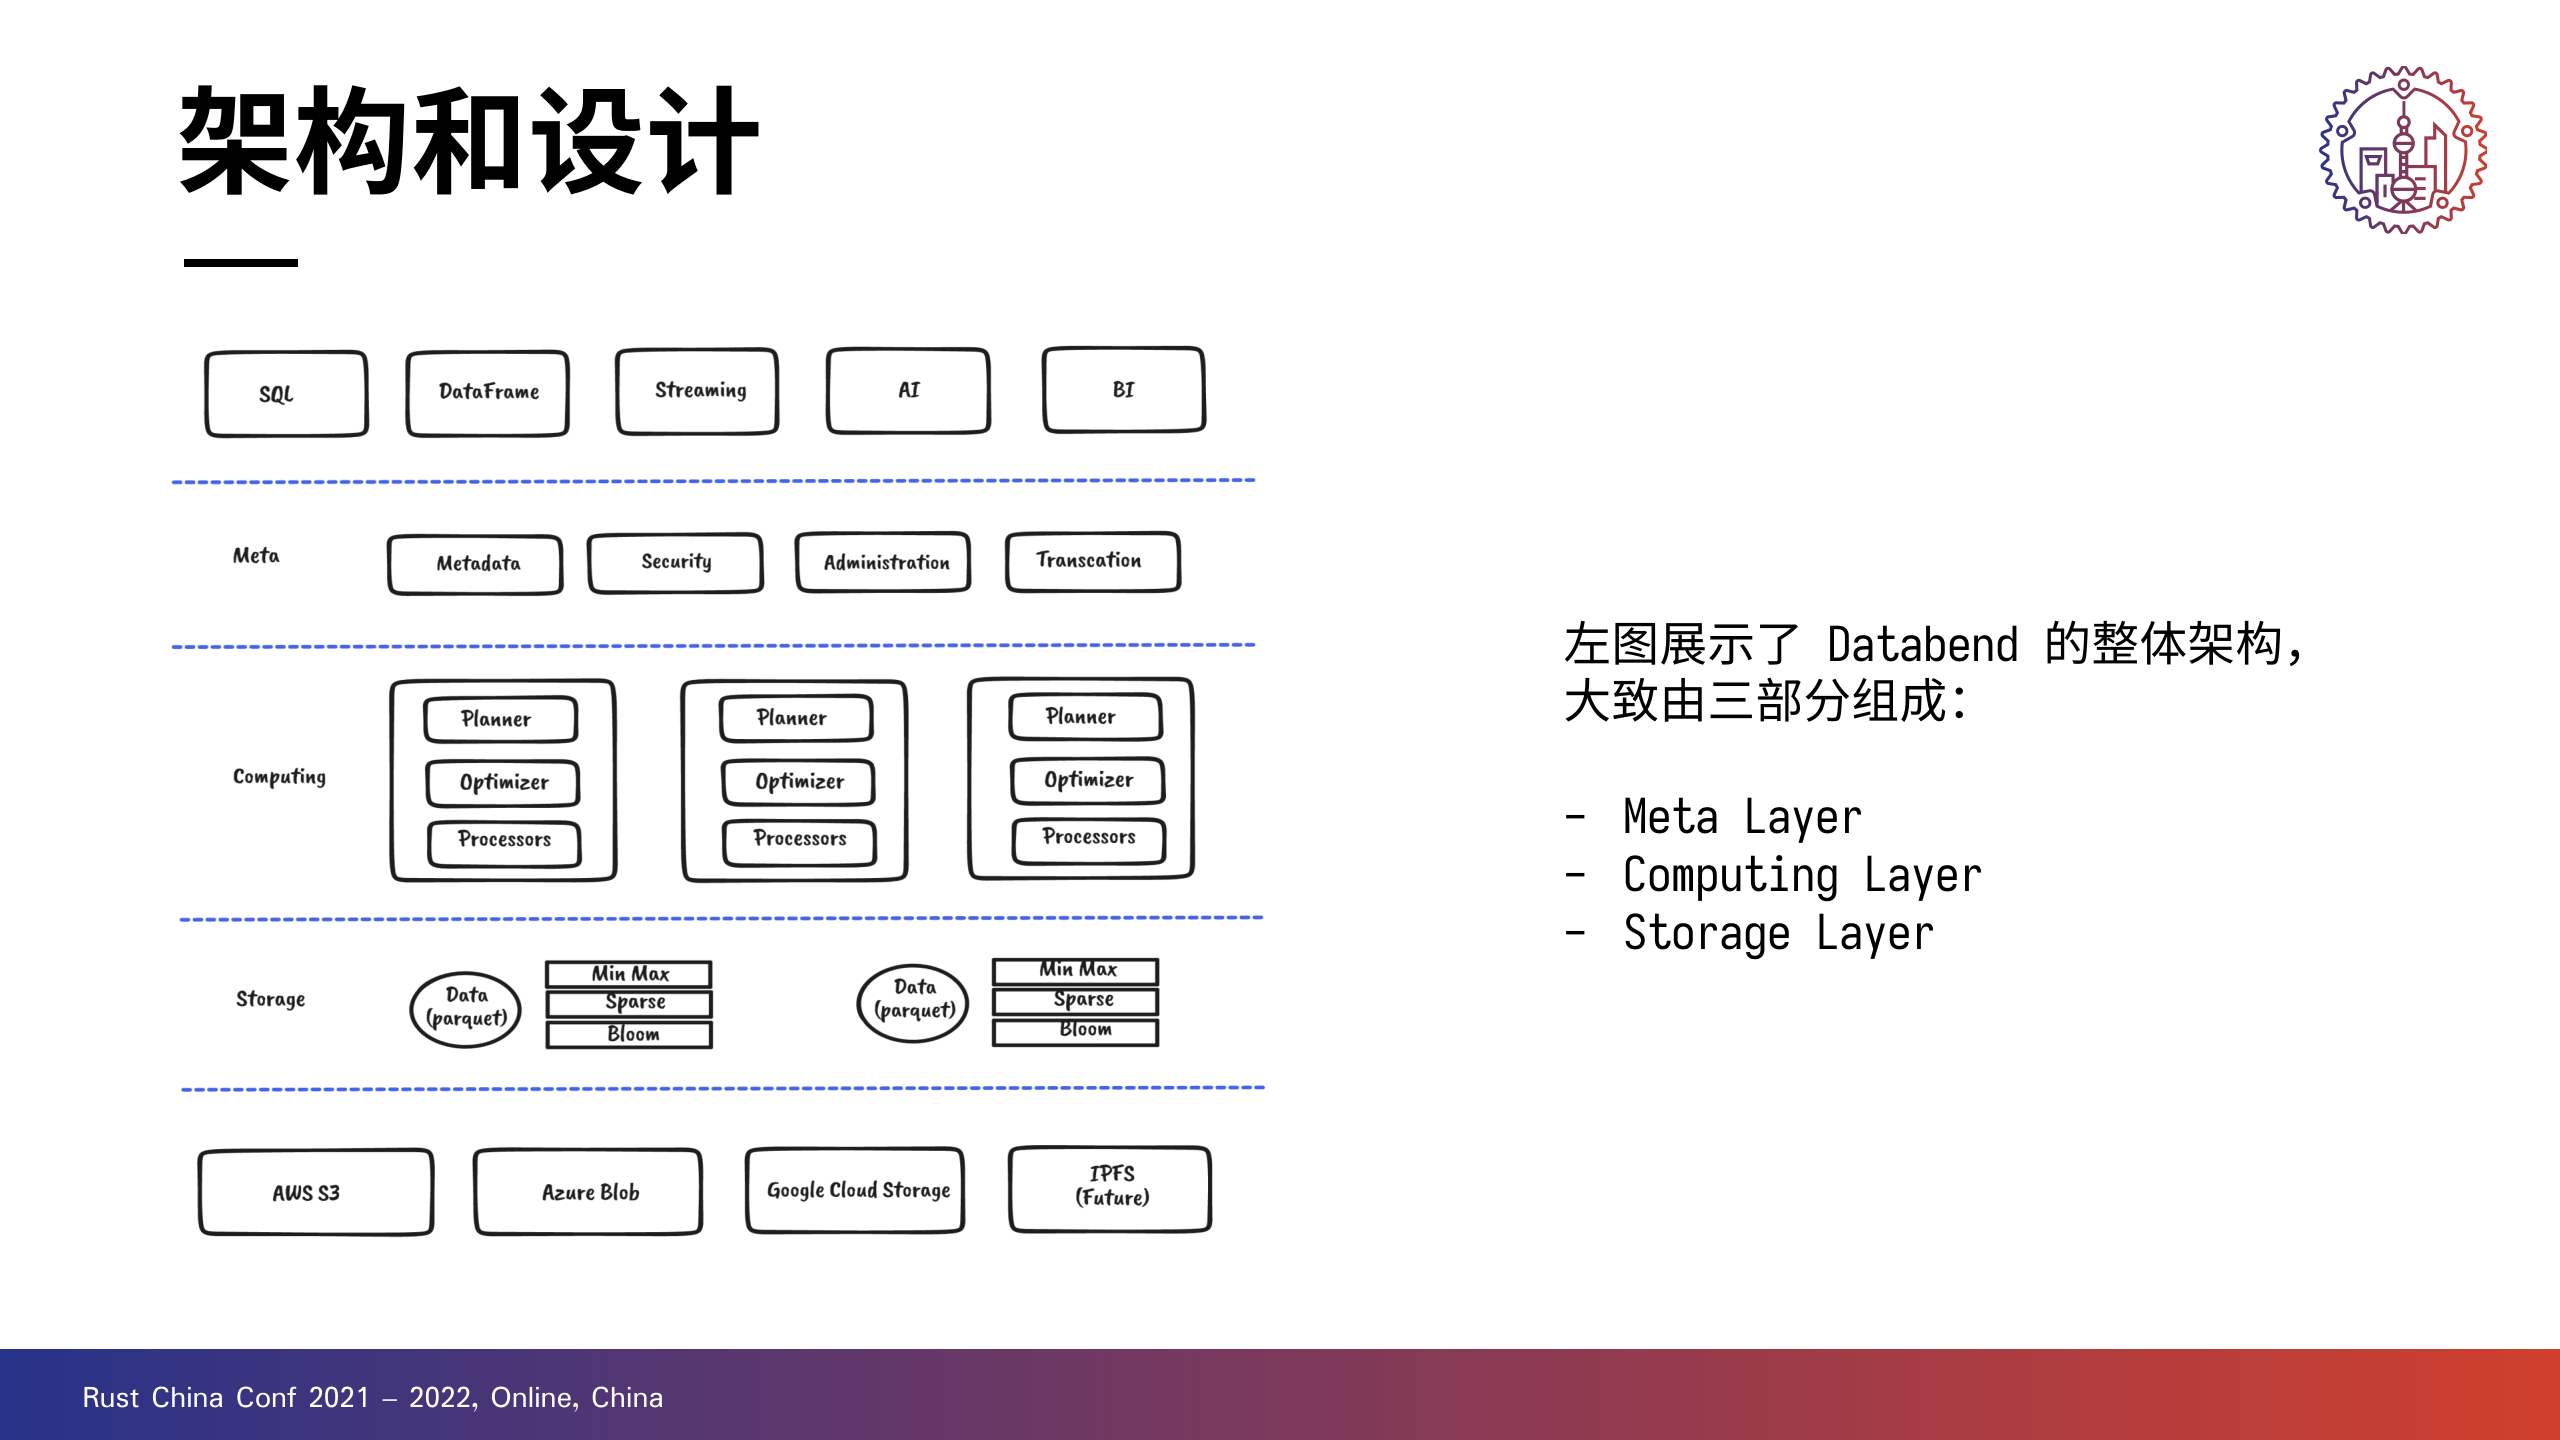 架构和设计
SQL
DataFrame
Streaming
AI
BI
Meta
Metadata
Security
Administration
Transcation
Computing
Planner
Optimizer
Processors
Planner
Optimizer
Processors
Planner
Optimizer
Processors
Storage
Data
(parquet)
Min Max
Sparse
Bloom
Data
(parquet)
Min Max
Sparse
Bloom
AWS S3
Azure Blob
Google Cloud Storage
IPFS
(Future)
左图展示了 Databend 的整体架构，
大致由三部分组成：
- Meta Layer
- Computing Layer
- Storage Layer
Rust China Conf 2021 – 2022, Online, China